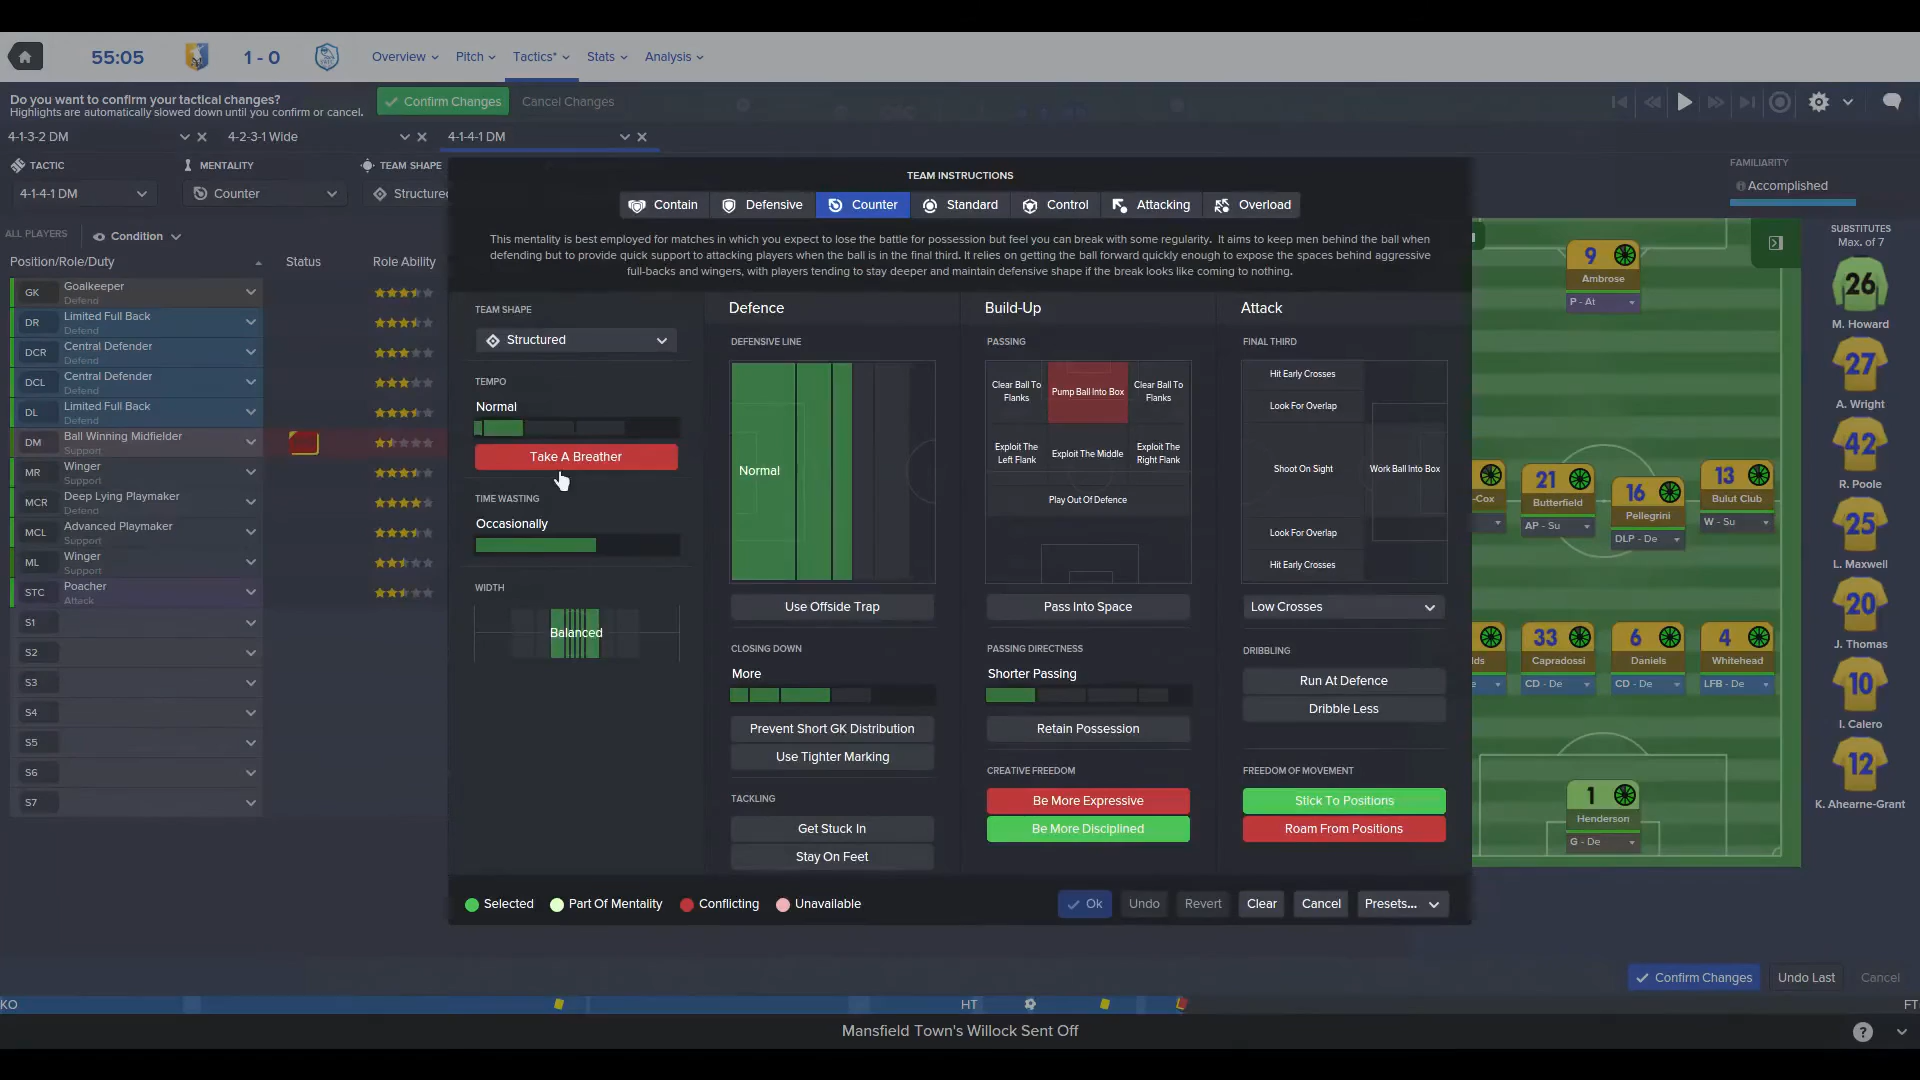 55:05
1 - 0
Overview
Pitch
Tactics*
Stats
Analysis
Do you want to confirm your tactical changes?
Highlights are automatically slowed down until you confirm or cancel.
Confirm Changes
Cancel Changes
4-1-3-2 DM
4-2-3-1 Wide
4-1-4-1 DM
TACTIC
MENTALITY
TEAM SHAPE
4-1-4-1 DM
Counter
Structured
FAMILIARITY
Accomplished
ALL PLAYERS
Condition
Position/Role/Duty
Status
Role Ability
GK
Goalkeeper
Defend
DR
Limited Full Back
Defend
DCR
Central Defender
Defend
DCL
Central Defender
Defend
DL
Limited Full Back
Defend
DM
Ball Winning Midfielder
Support
MR
Winger
Support
MCR
Deep Lying Playmaker
Defend
MCL
Advanced Playmaker
Support
ML
Winger
Support
STC
Poacher
Attack
S1
S2
S3
S4
S5
S6
S7
TEAM INSTRUCTIONS
Contain
Defensive
Counter
Standard
Control
Attacking
Overload
This mentality is best employed for matches in which you expect to lose the battle for possession but feel you can break with some regularity. It aims to keep men behind the ball when
defending but to provide quick support to attacking players when the ball is in the final third. It relies on getting the ball forward quickly enough to expose the spaces behind aggressive
full-backs and wingers, with players tending to stay deeper and maintain defensive shape if the break looks like coming to nothing.
TEAM SHAPE
Structured
TEMPO
Normal
Take A Breather
TIME WASTING
Occasionally
WIDTH
Balanced
Defence
DEFENSIVE LINE
Normal
Use Offside Trap
CLOSING DOWN
More
Prevent Short GK Distribution
Use Tighter Marking
TACKLING
Get Stuck In
Stay On Feet
Build-Up
PASSING
Clear Ball To
Flanks
Pump Ball Into Box
Clear Ball To
Flanks
Exploit The
Left Flank
Exploit The Middle
Exploit The
Right Flank
Play Out Of Defence
Pass Into Space
PASSING DIRECTNESS
Shorter Passing
Retain Possession
CREATIVE FREEDOM
Be More Expressive
Be More Disciplined
Attack
FINAL THIRD
Hit Early Crosses
Look For Overlap
Shoot On Sight
Work Ball Into Box
Look For Overlap
Hit Early Crosses
Low Crosses
DRIBBLING
Run At Defence
Dribble Less
FREEDOM OF MOVEMENT
Stick To Positions
Roam From Positions
Selected
Part Of Mentality
Conflicting
Unavailable
Ok
Undo
Revert
Clear
Cancel
Presets...
9
Ambrose
P - At
-Cox
21
Butterfield
AP - Su
16
Pellegrini
DLP - De
13
Bulut Club
W - Su
lds
33
Capradossi
CD - De
6
Daniels
CD - De
4
Whitehead
LFB - De
1
Henderson
G - De
SUBSTITUTES
Max. of 7
26
M. Howard
27
A. Wright
42
R. Poole
25
L. Maxwell
20
J. Thomas
10
I. Calero
12
K. Ahearne-Grant
Confirm Changes
Undo Last
Cancel
KO
HT
FT
Mansfield Town's Willock Sent Off
?